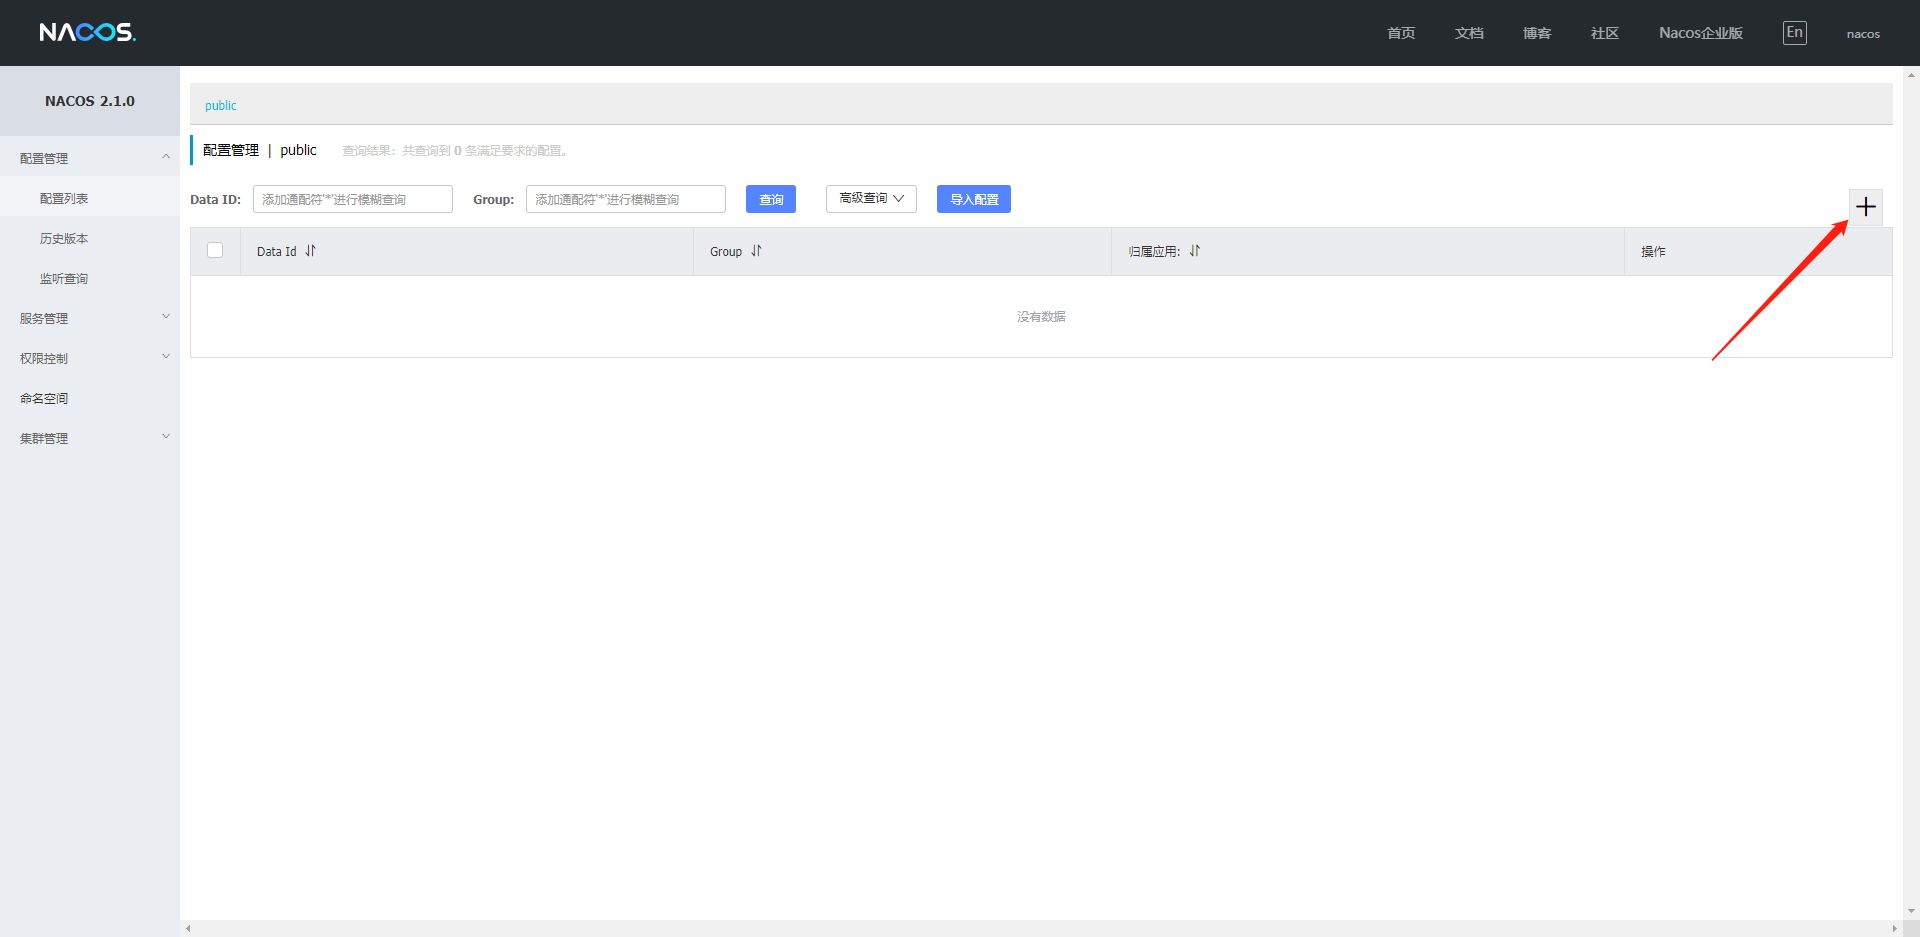 NACOS.
首页 文档 博客 社区 Nacos企业版 En nacos
NACOS 2.1.0
配置管理
配置列表
历史版本
监听查询
服务管理
权限控制
命名空间
集群管理
public
配置管理 | public 查询结果：共查询到 0 条满足要求的配置。
Data ID: 添加通配符'*'进行模糊查询 Group: 添加通配符'*'进行模糊查询 查询 高级查询 导入配置
Data Id Group 归属应用: 操作
没有数据